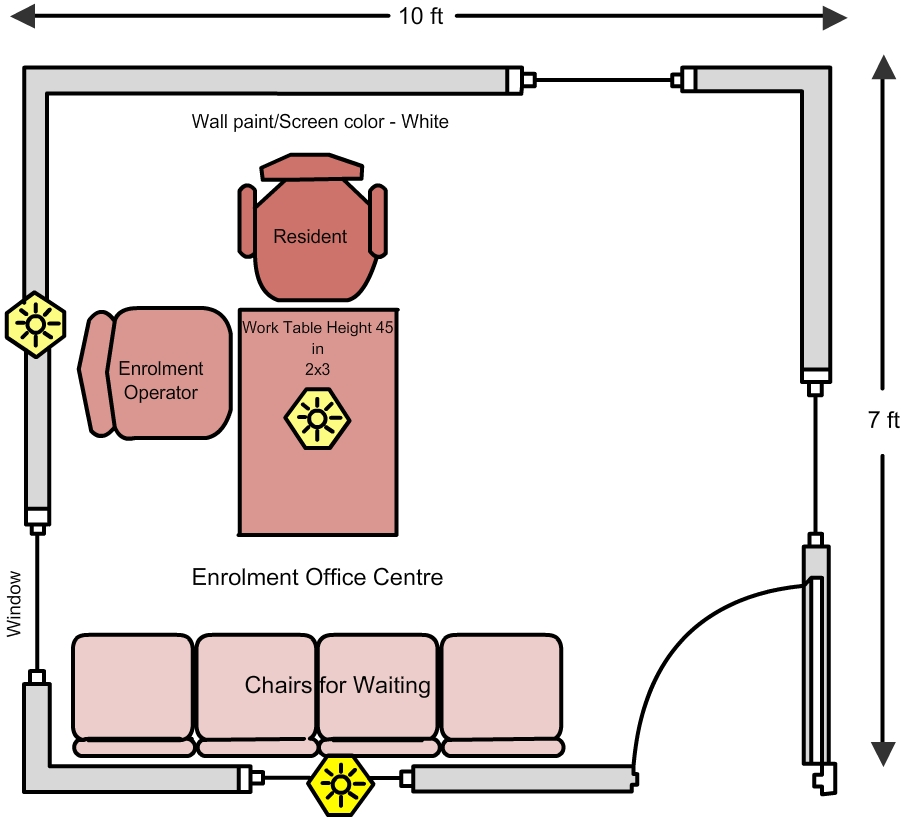 10 ft
Wall paint/Screen color - White
Resident
Work Table Height 45
in
2x3
Enrolment
Operator
7 ft
Enrolment Office Centre
Window
Chairs for Waiting